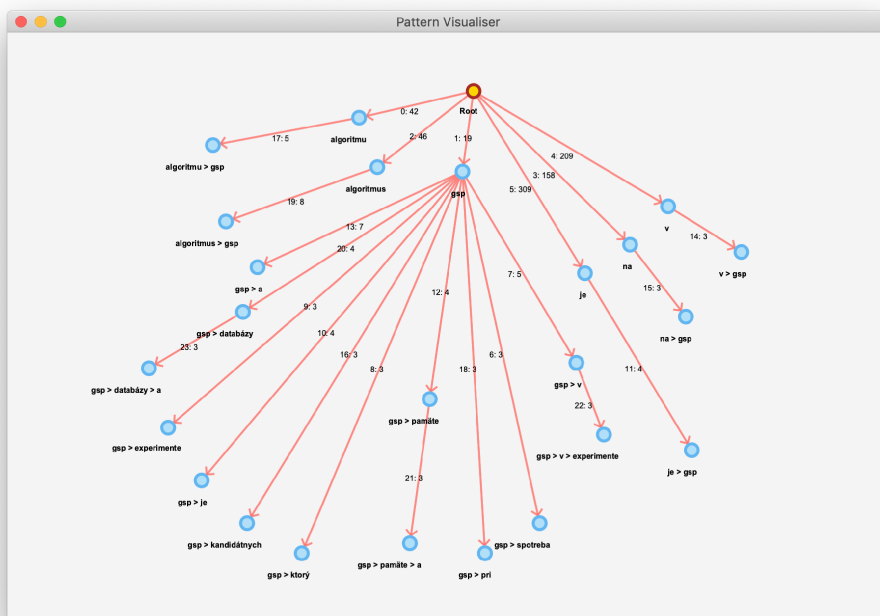 Pattern Visualiser
Root
0: 42
algoritmu
17: 5
2: 46
1: 19
4: 209
algoritmu > gsp
3: 158
algoritmus
gsp
5: 309
19: 8
13: 7
v
14: 3
algoritmus > gsp
20: 4
na
v > gsp
7: 5
gsp > a
12: 4
je
15: 3
9: 3
gsp > databázy
10: 4
na > gsp
23: 3
16: 3
6: 3
8: 3
18: 3
11: 4
gsp > v
gsp > databázy > a
22: 3
gsp > pamäte
gsp > experimente
gsp > v > experimente
je > gsp
21: 3
gsp > je
gsp > kandidátnych
gsp > spotreba
gsp > pamäte > a
gsp > ktorý
gsp > pri